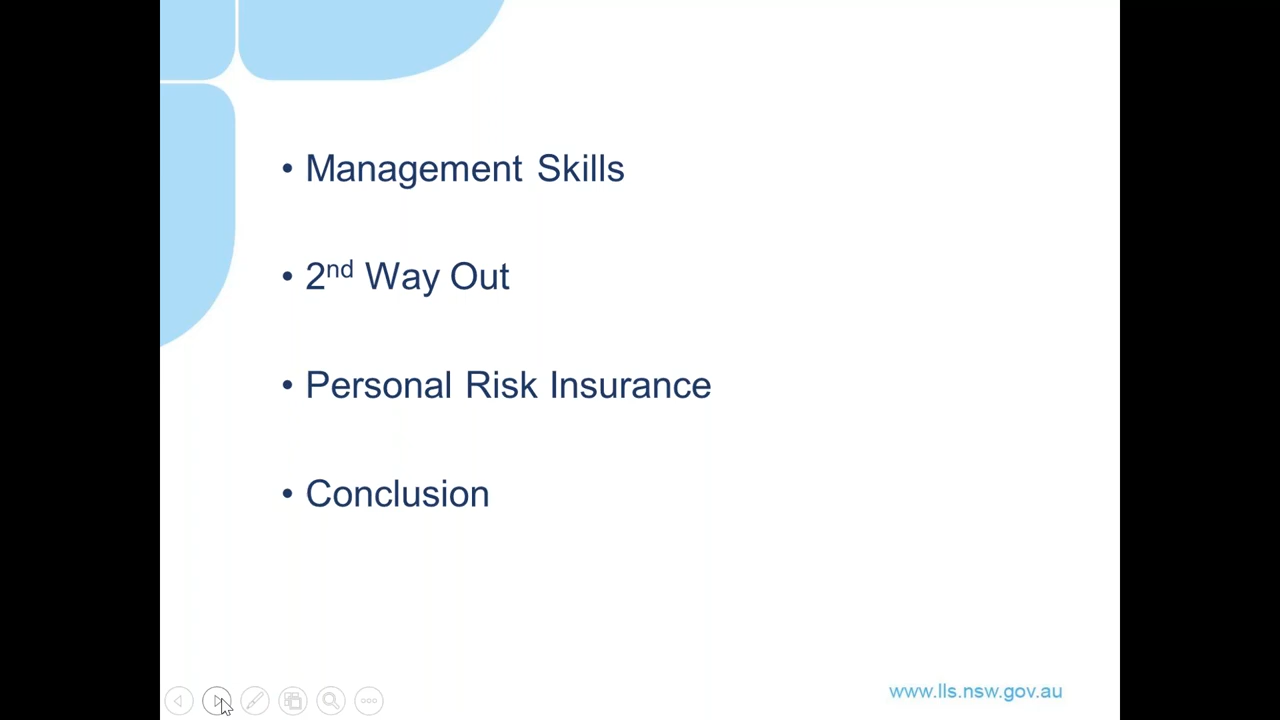 • Management Skills
• 2nd Way Out
• Personal Risk Insurance
• Conclusion
www.lls.nsw.gov.au